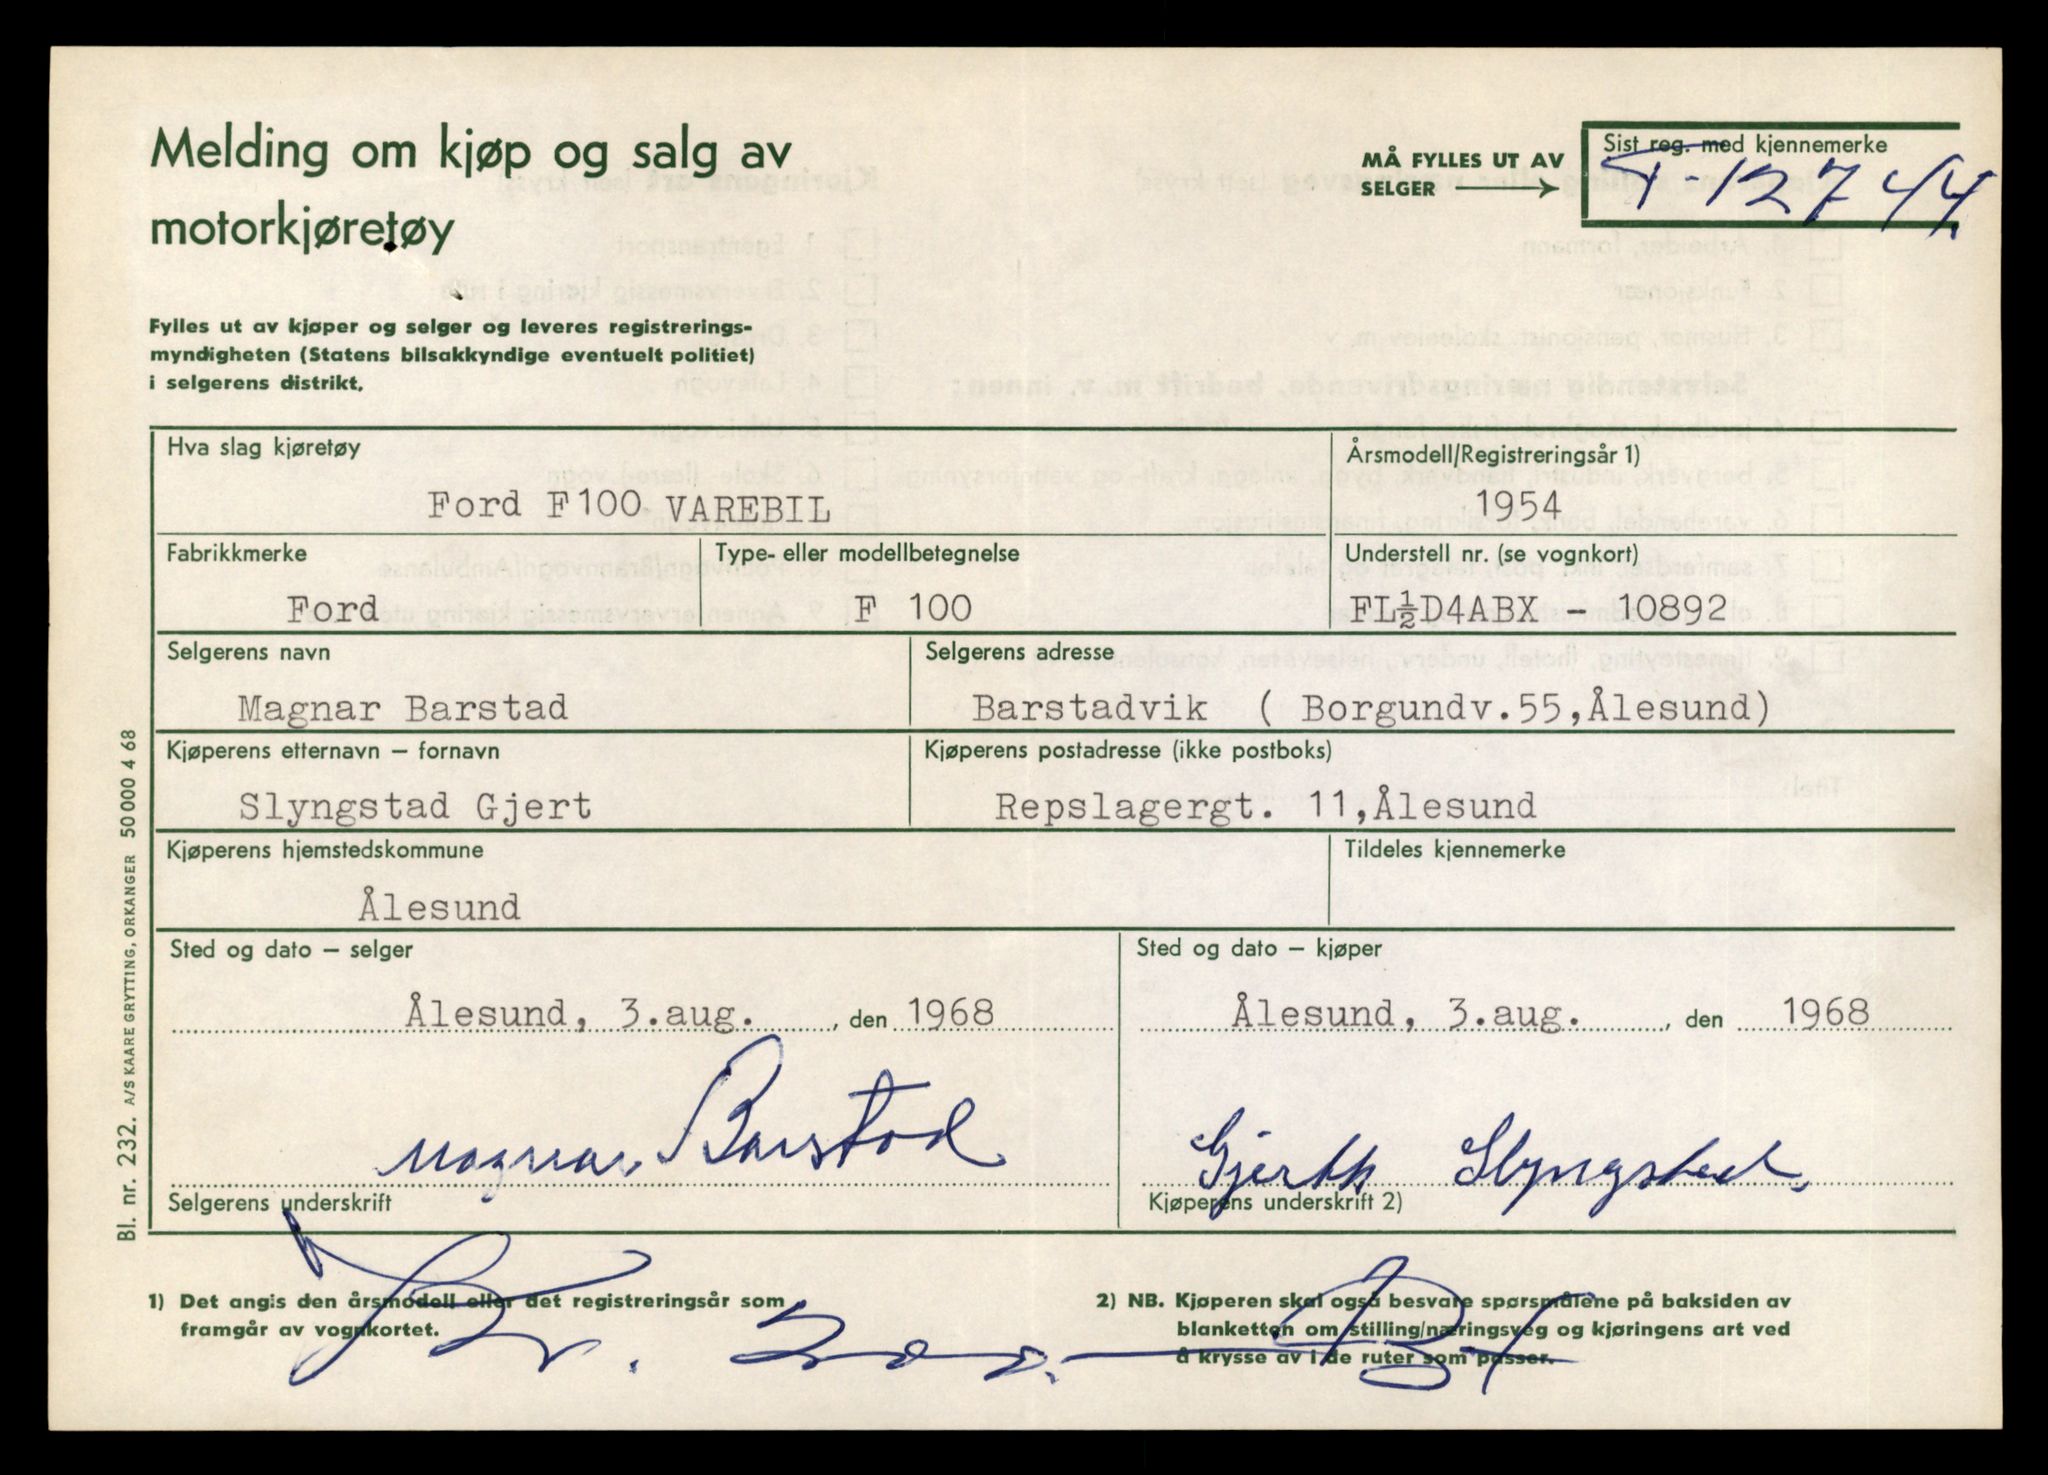 Melding om kjøp og salg av
motorkjøretøy
MÅ FYLLES UT AV
SELGER
Sist reg. med kjennemerke
T-12744
Fylles ut av kjøper og selger og leveres registrerings-
myndigheten (Statens bilsakkyndige eventuelt politiet)
i selgerens distrikt.
Hva slag kjøretøy
Ford F100 VAREBIL
Årsmodell/Registreringsår 1)
1954
Fabrikkmerke
Ford
Type- eller modellbetegnelse
F 100
Understell nr. (se vognkort)
FL½D4ABX - 10892
Selgerens navn
Magnar Barstad
Selgerens adresse
Barstadvik ( Borgundv.55,Ålesund)
Kjøperens etternavn – fornavn
Slyngstad Gjert
Kjøperens postadresse (ikke postboks)
Repslagergt. 11,Ålesund
Kjøperens hjemstedskommune
Ålesund
Tildeles kjennemerke
Sted og dato – selger
Ålesund, 3.aug. , den 1968
Sted og dato – kjøper
Ålesund, 3.aug. , den 1968
Magnar Barstad
Selgerens underskrift
Slyngstad
Kjøperens underskrift 2)
1) Det angis den årsmodell eller det registreringsår som
framgår av vognkortet.
2) NB. Kjøperen skal også besvare spørsmålene på baksiden av
blanketten om stilling/næringsveg og kjøringens art ved
å krysse av i de ruter som passer.
Bl. nr. 232. A/S KAARE GRYTTING, ORKANGER 50 000 4 68